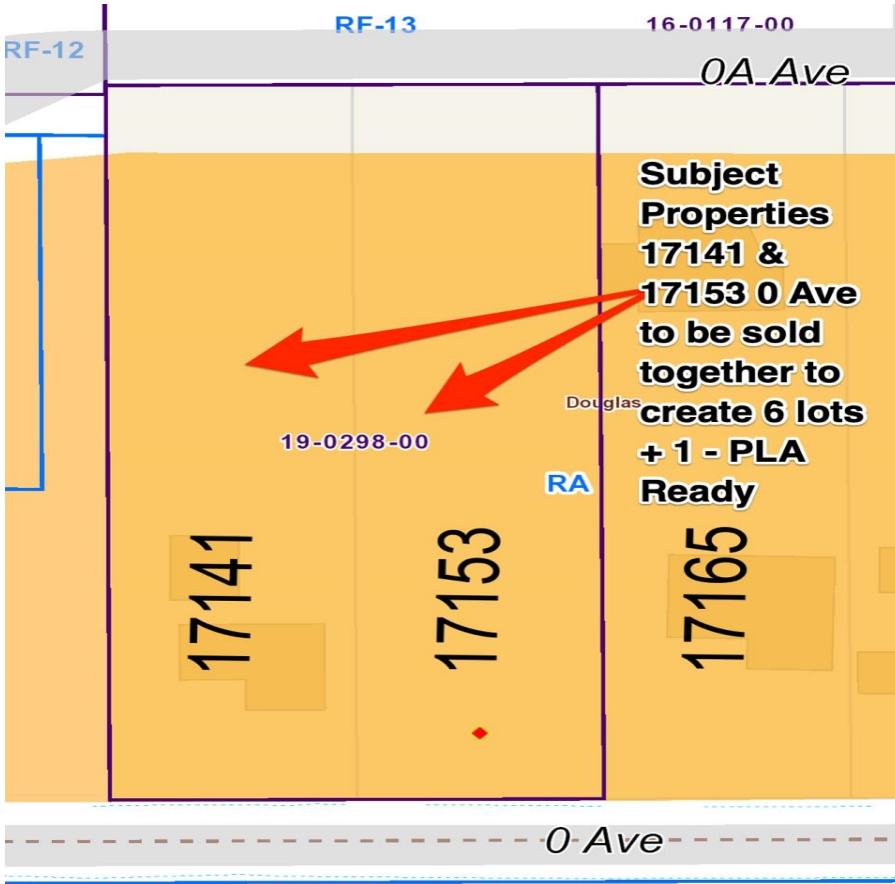 RF-13
16-0117-00
RF-12
0A Ave
Subject
Properties
17141 &
17153 0 Ave
to be sold
together to
create 6 lots
+ 1 - PLA
Ready
Douglas
19-0298-00
RA
17141
17153
17165
0 Ave